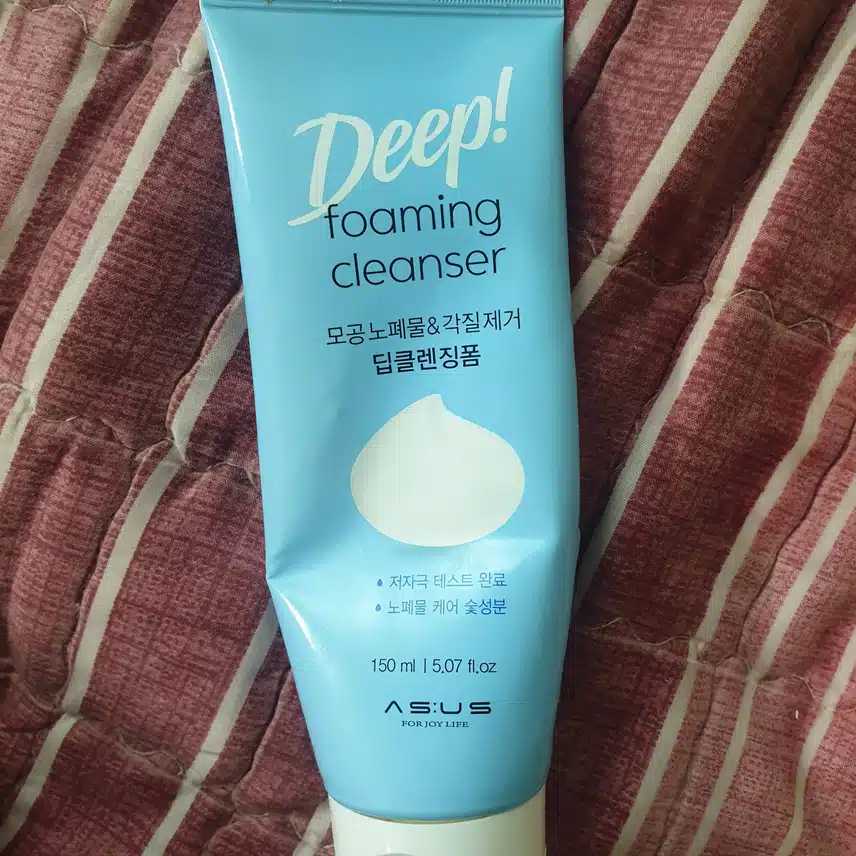 Deep!
foaming
cleanser
모공 노폐물&각질 제거
딥클렌징폼
저자극 테스트 완료
노폐물 케어 숯성분
150 ml | 5.07 fl.oz
AS:US
FOR JOY LIFE